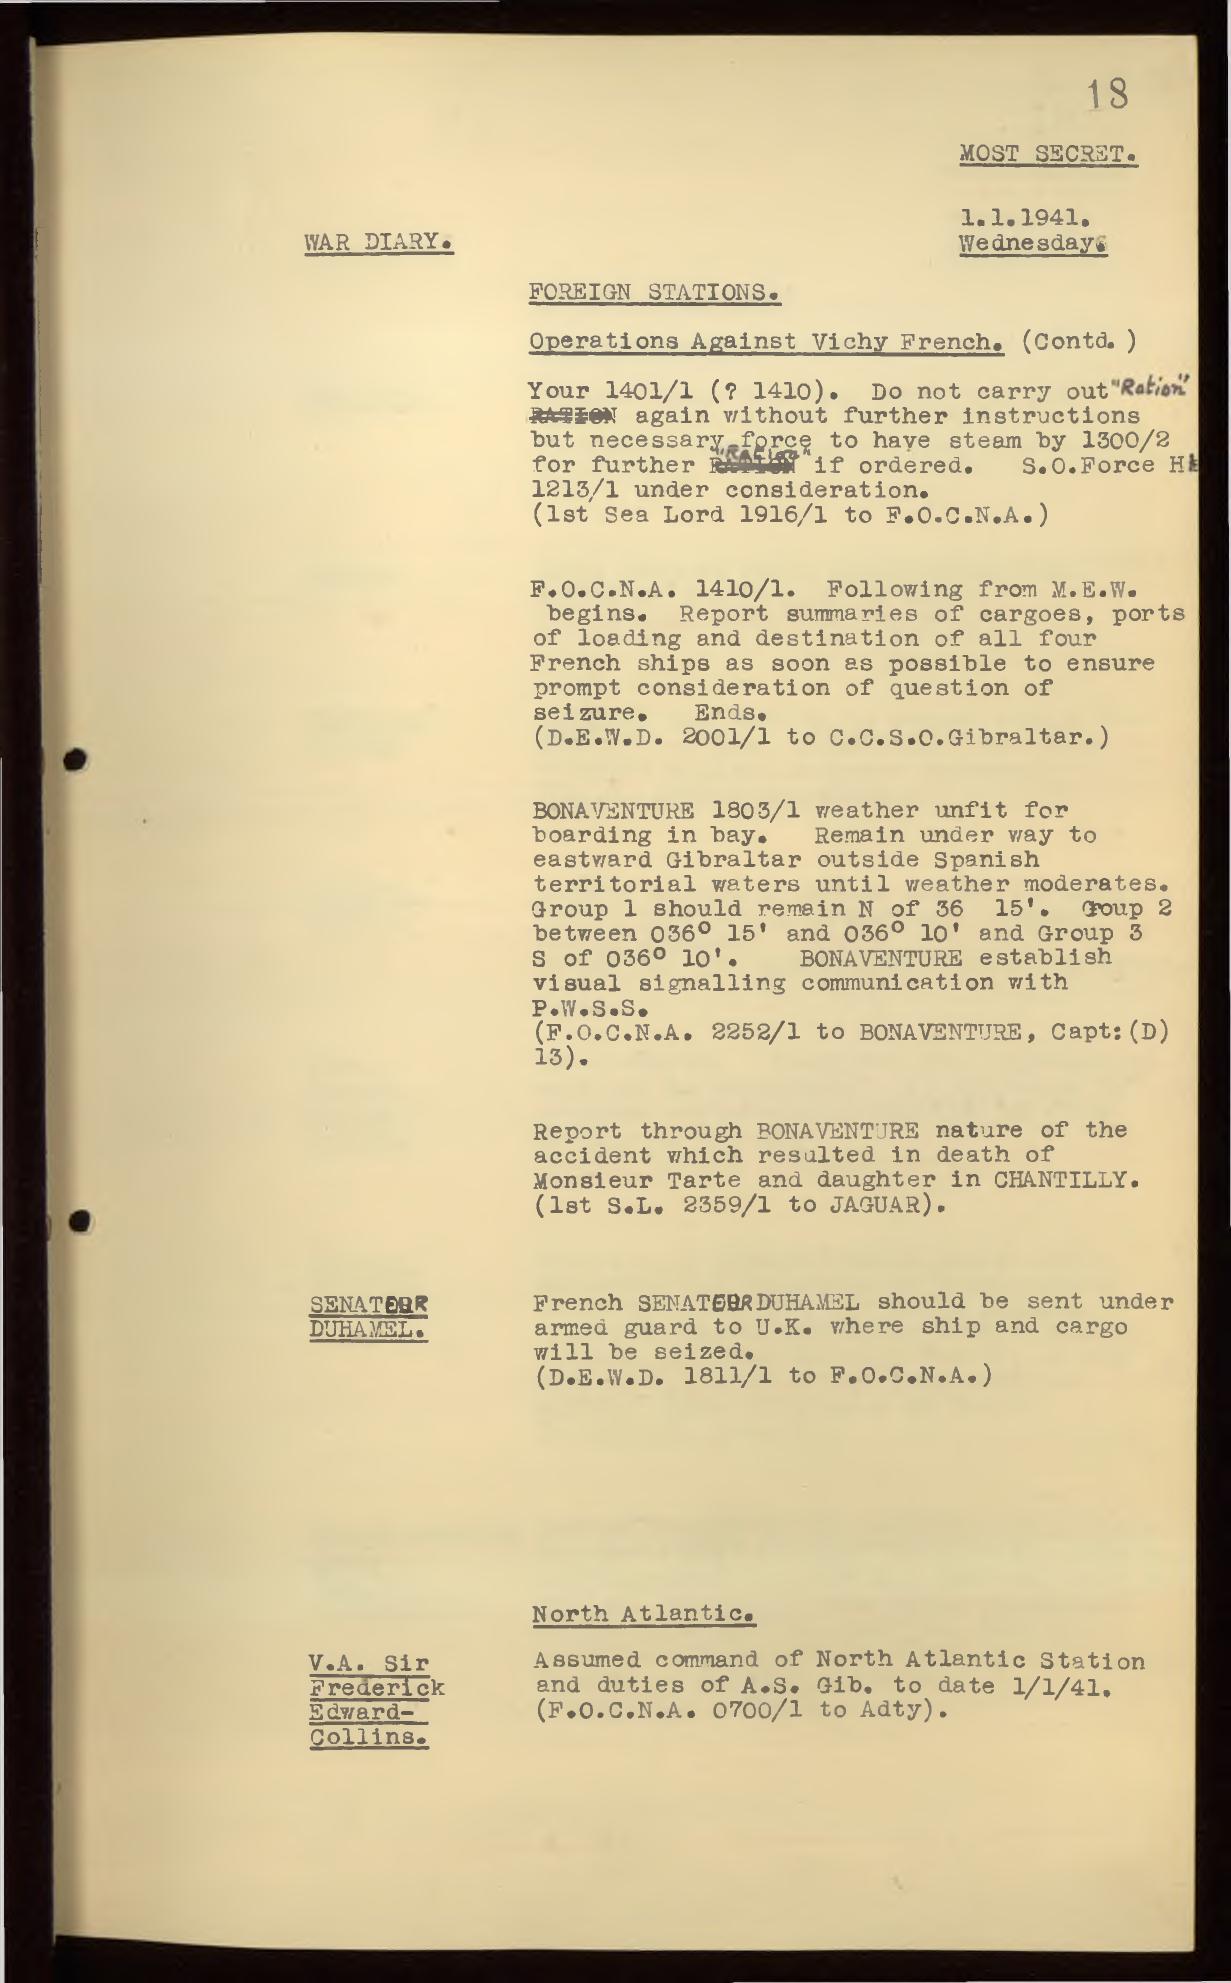 18
MOST SECRET.
1.1.1941.
WAR DIARY.
Wednesday.
FOREIGN STATIONS.
Operations Against Vichy French. (Contd. )
Your 1401/1 (? 1410). Do not carry out "Ration"
RATION again without further instructions
but necessary force to have steam by 1300/2
for further RATION "Ration" if ordered. S.O.Force H
1213/1 under consideration.
(1st Sea Lord 1916/1 to F.O.C.N.A.)
F.O.C.N.A. 1410/1. Following from M.E.W.
begins. Report summaries of cargoes, ports
of loading and destination of all four
French ships as soon as possible to ensure
prompt consideration of question of
seizure. Ends.
(D.E.W.D. 2001/1 to C.C.S.O.Gibraltar.)
BONAVENTURE 1803/1 weather unfit for
boarding in bay. Remain under way to
eastward Gibraltar outside Spanish
territorial waters until weather moderates.
Group 1 should remain N of 36 15'. Group 2
between 036° 15' and 036° 10' and Group 3
S of 036° 10'. BONAVENTURE establish
visual signalling communication with
P.W.S.S.
(F.O.C.N.A. 2252/1 to BONAVENTURE, Capt:(D)
13).
Report through BONAVENTURE nature of the
accident which resulted in death of
Monsieur Tarte and daughter in CHANTILLY.
(1st S.L. 2359/1 to JAGUAR).
SENATEUR
DUHAMEL.
French SENATEUR DUHAMEL should be sent under
armed guard to U.K. where ship and cargo
will be seized.
(D.E.W.D. 1811/1 to F.O.C.N.A.)
North Atlantic.
V.A. Sir
Frederick
Edward-
Collins.
Assumed command of North Atlantic Station
and duties of A.S. Gib. to date 1/1/41.
(F.O.C.N.A. 0700/1 to Adty).